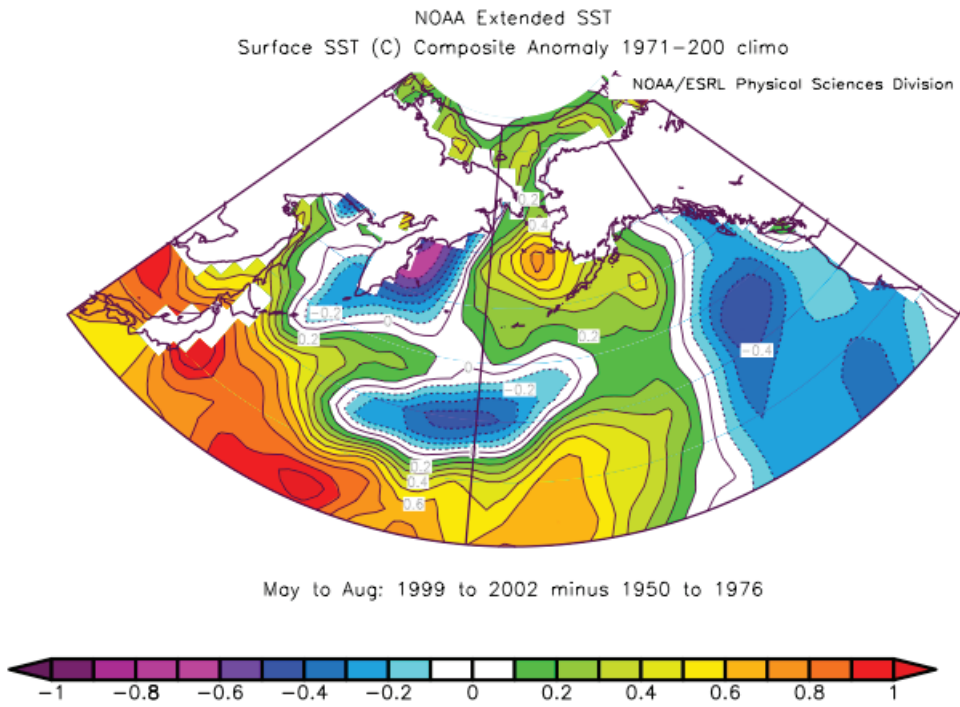 NOAA Extended SST
Surface SST (C) Composite Anomaly 1971-200 climo
NOAA/ESRL Physical Sciences Division
0.2
0.4
-0.2
0
0.2
0.2
0
-0.4
-0.2
0
0.2
0.4
0.6
May to Aug: 1999 to 2002 minus 1950 to 1976
-1 -0.8 -0.6 -0.4 -0.2 0 0.2 0.4 0.6 0.8 1